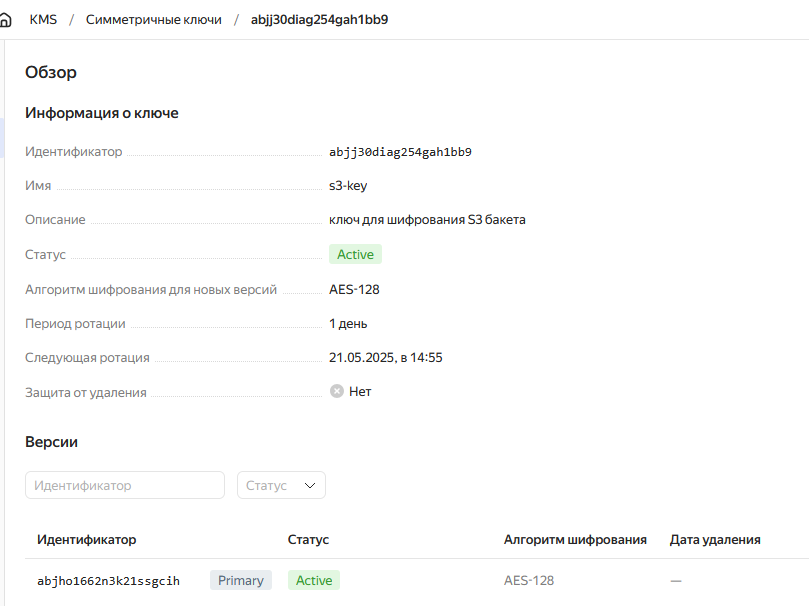 KMS / Симметричные ключи / abjj30diag254gah1bb9
Обзор
Информация о ключе
Идентификатор abjj30diag254gah1bb9
Имя s3-key
Описание ключ для шифрования S3 бакета
Статус Active
Алгоритм шифрования для новых версий AES-128
Период ротации 1 день
Следующая ротация 21.05.2025, в 14:55
Защита от удаления Нет
Версии
Идентификатор Статус
Идентификатор Статус Алгоритм шифрования Дата удаления
abjho1662n3k21ssgcih Primary Active AES-128 —